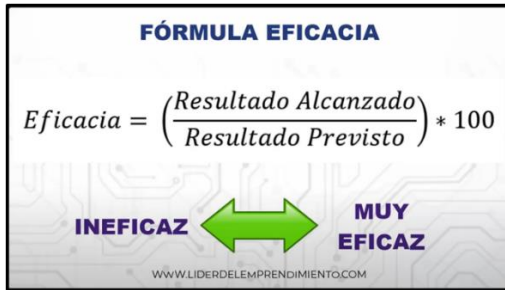 FÓRMULA EFICACIA
Eficacia = (Resultado Alcanzado / Resultado Previsto) * 100
INEFICAZ
MUY
EFICAZ
WWW.LIDERDELEMPRENDIMIENTO.COM